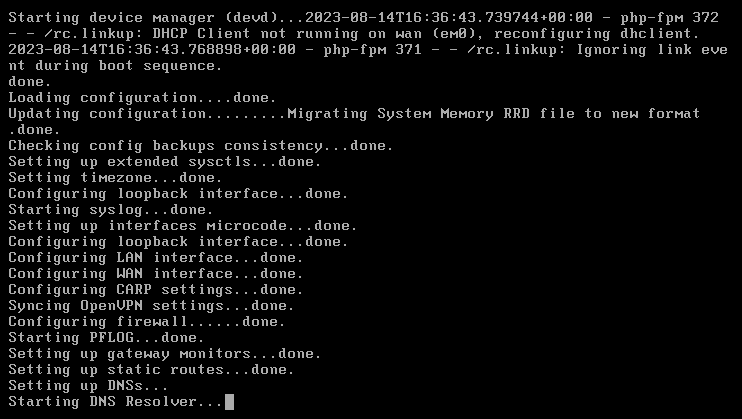 Starting device manager (devd)...2023-08-14T16:36:43.739744+00:00 - php-fpm 372
- - /rc.linkup: DHCP Client not running on wan (em0), reconfiguring dhclient.
2023-08-14T16:36:43.768898+00:00 - php-fpm 371 - - /rc.linkup: Ignoring link eve
nt during boot sequence.
done.
Loading configuration....done.
Updating configuration.........Migrating System Memory RRD file to new format
.done.
Checking config backups consistency...done.
Setting up extended sysctls...done.
Setting timezone...done.
Configuring loopback interface...done.
Starting syslog...done.
Setting up interfaces microcode...done.
Configuring loopback interface...done.
Configuring LAN interface...done.
Configuring WAN interface...done.
Configuring CARP settings...done.
Syncing OpenVPN settings...done.
Configuring firewall......done.
Starting PFLOG...done.
Setting up gateway monitors...done.
Setting up static routes...done.
Setting up DNSs...
Starting DNS Resolver...